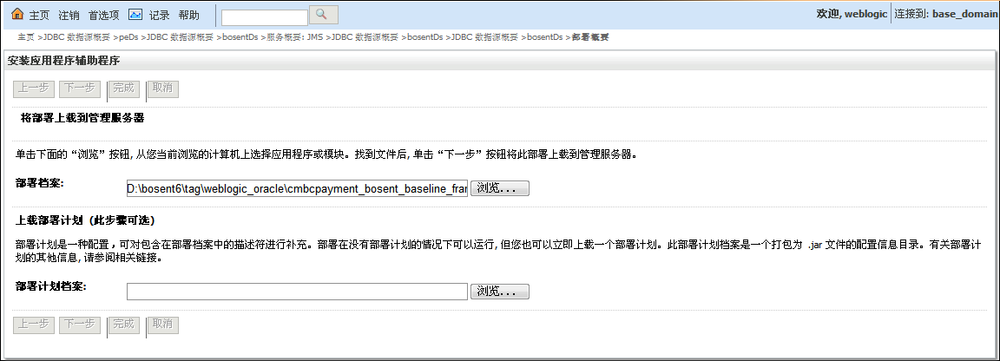 主页 注销 首选项 记录 帮助 欢迎, weblogic 连接到: base_domain
主页 >JDBC 数据源概要 >peDs >JDBC 数据源概要 >bosentDs >服务概要: JMS >JDBC 数据源概要 >bosentDs >JDBC 数据源概要 >bosentDs >部署概要
安装应用程序辅助程序
上一步 下一步 完成 取消
将部署上载到管理服务器
单击下面的“浏览”按钮, 从您当前浏览的计算机上选择应用程序或模块。找到文件后, 单击“下一步”按钮将此部署上载到管理服务器。
部署档案: D:\bosent6\tag\weblogic_oracle\cmbcpayment_bosent_baseline_fran 浏览...
上载部署计划 (此步骤可选)
部署计划是一种配置，可对包含在部署档案中的描述符进行补充。部署在没有部署计划的情况下可以运行, 但您也可以立即上载一个部署计划。此部署计划档案是一个打包为 .jar 文件的配置信息目录。有关部署计
划的其他信息, 请参阅相关链接。
部署计划档案: 浏览...
上一步 下一步 完成 取消